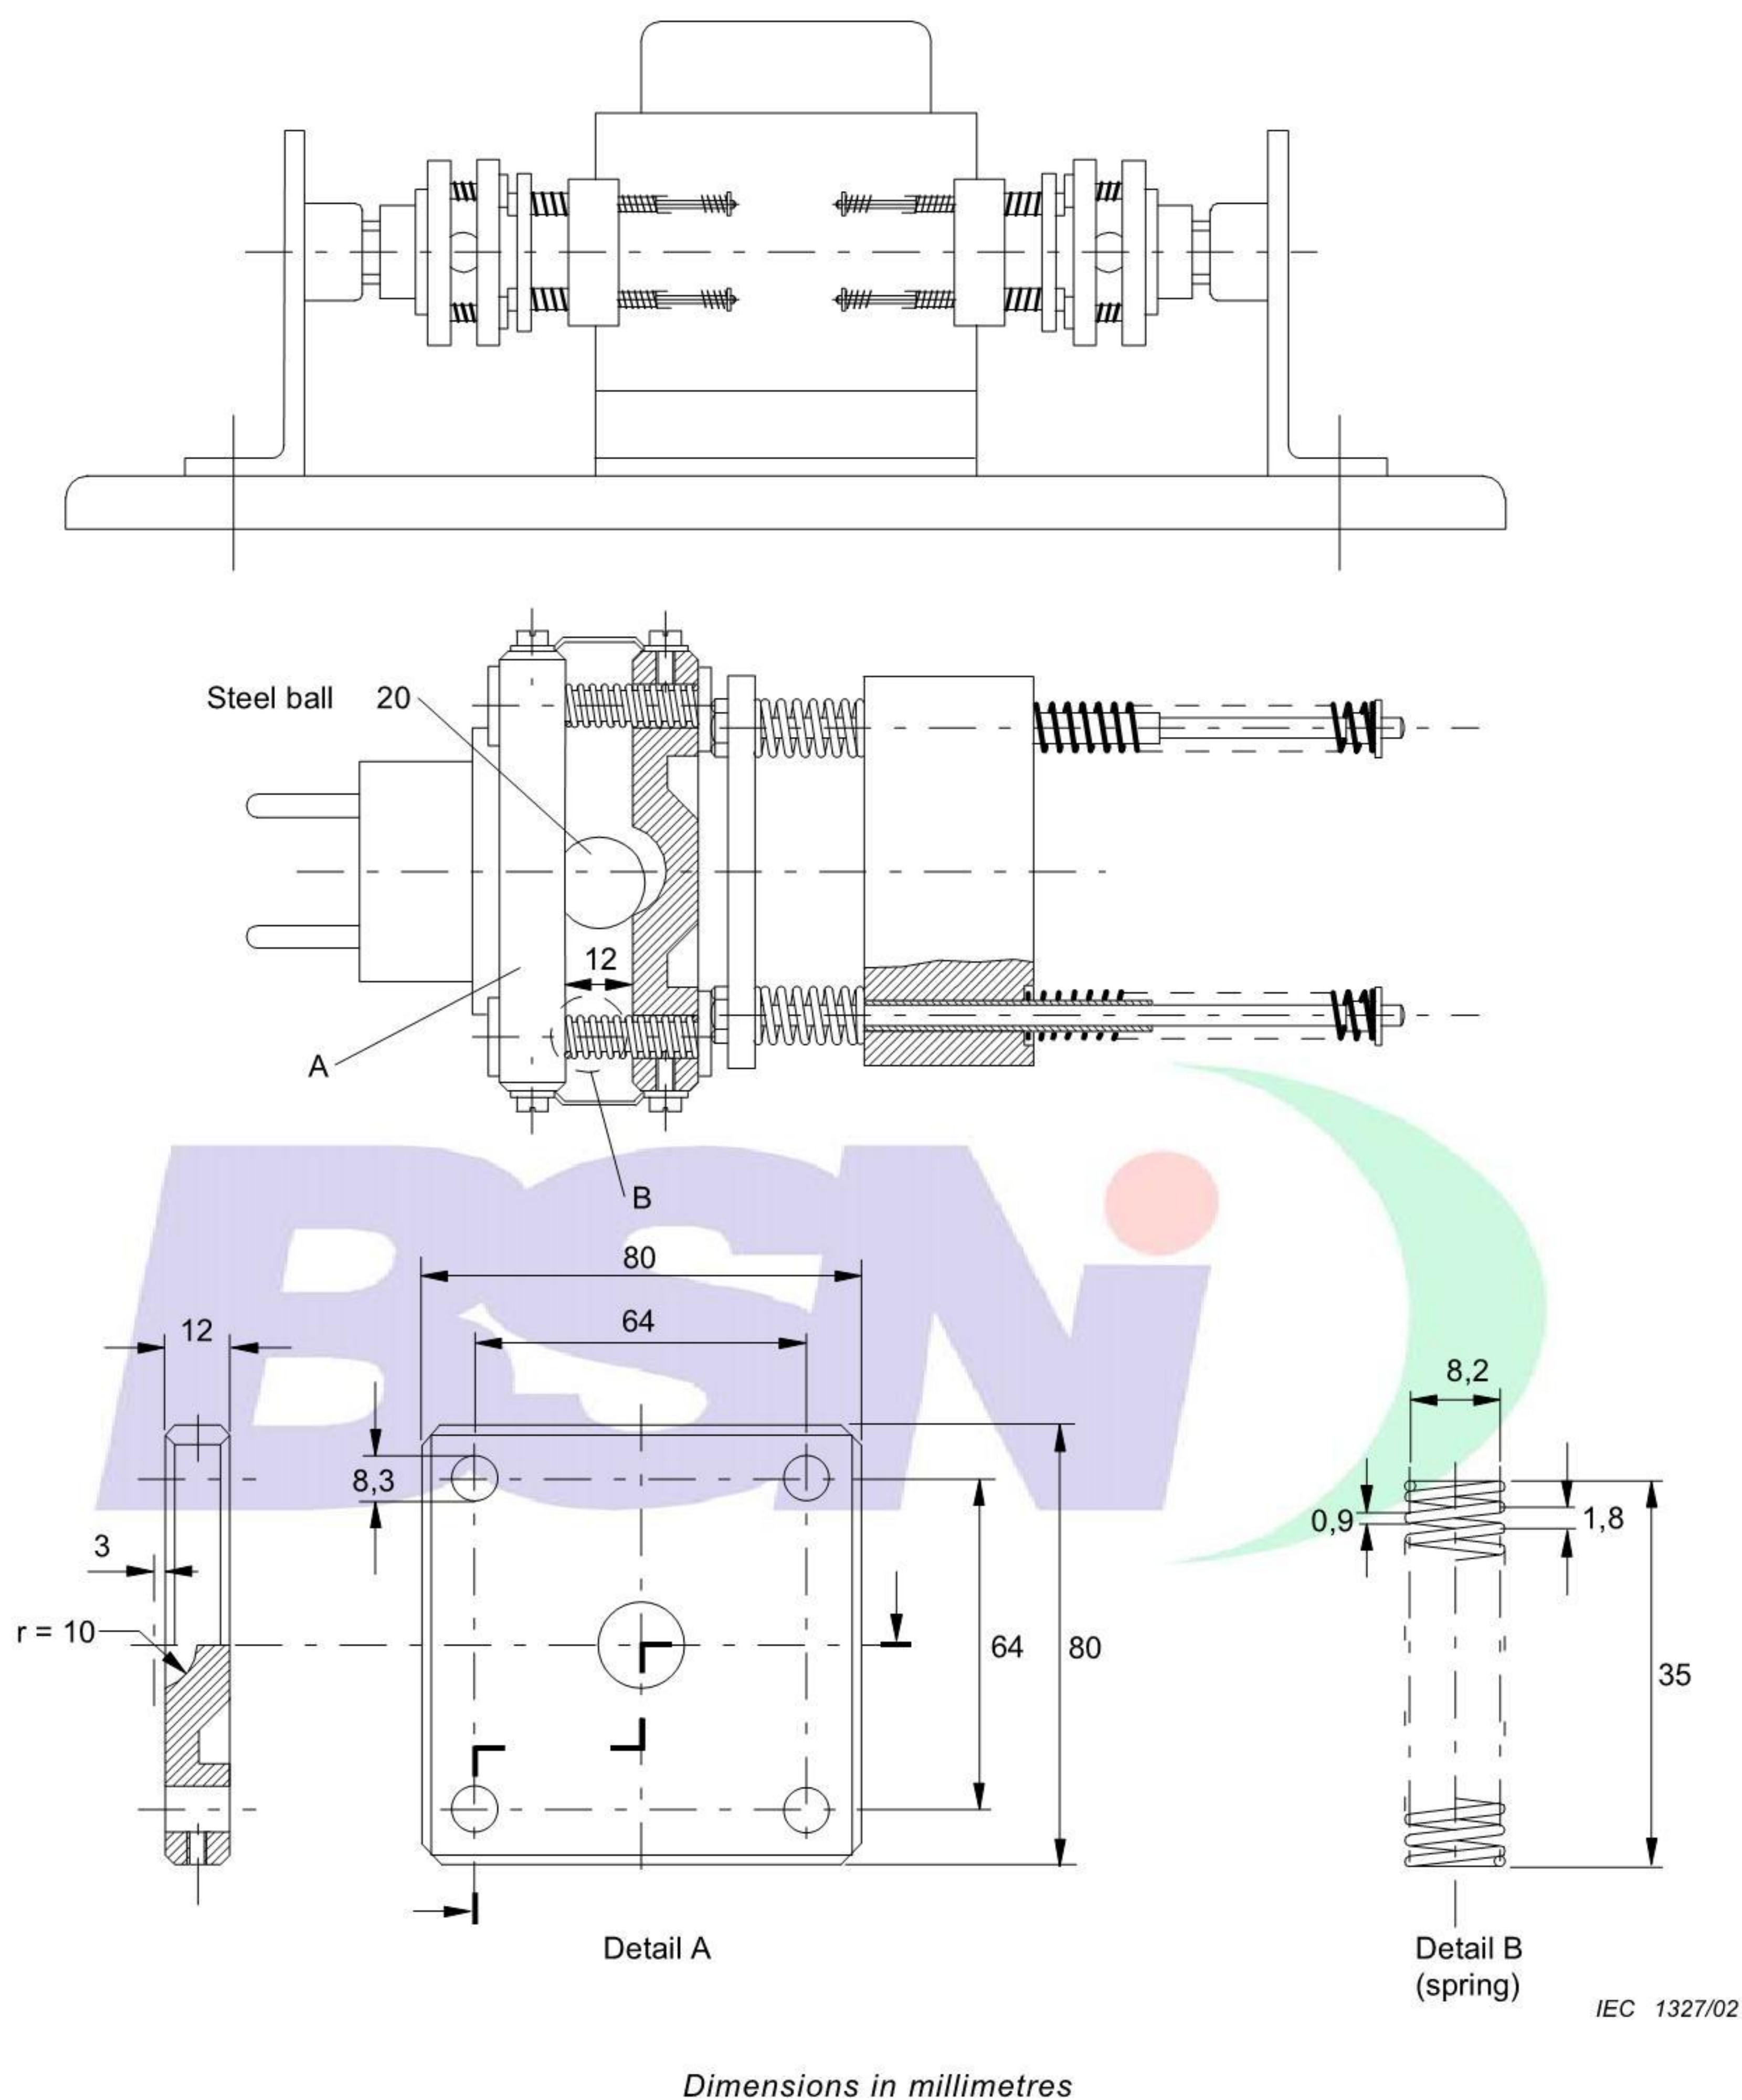 Steel ball 20
12
A
B
BSNi
80
64
12
8,2
8,3
0,9
1,8
3
r = 10
64
80
35
Detail A
Detail B
(spring)
IEC 1327/02
Dimensions in millimetres